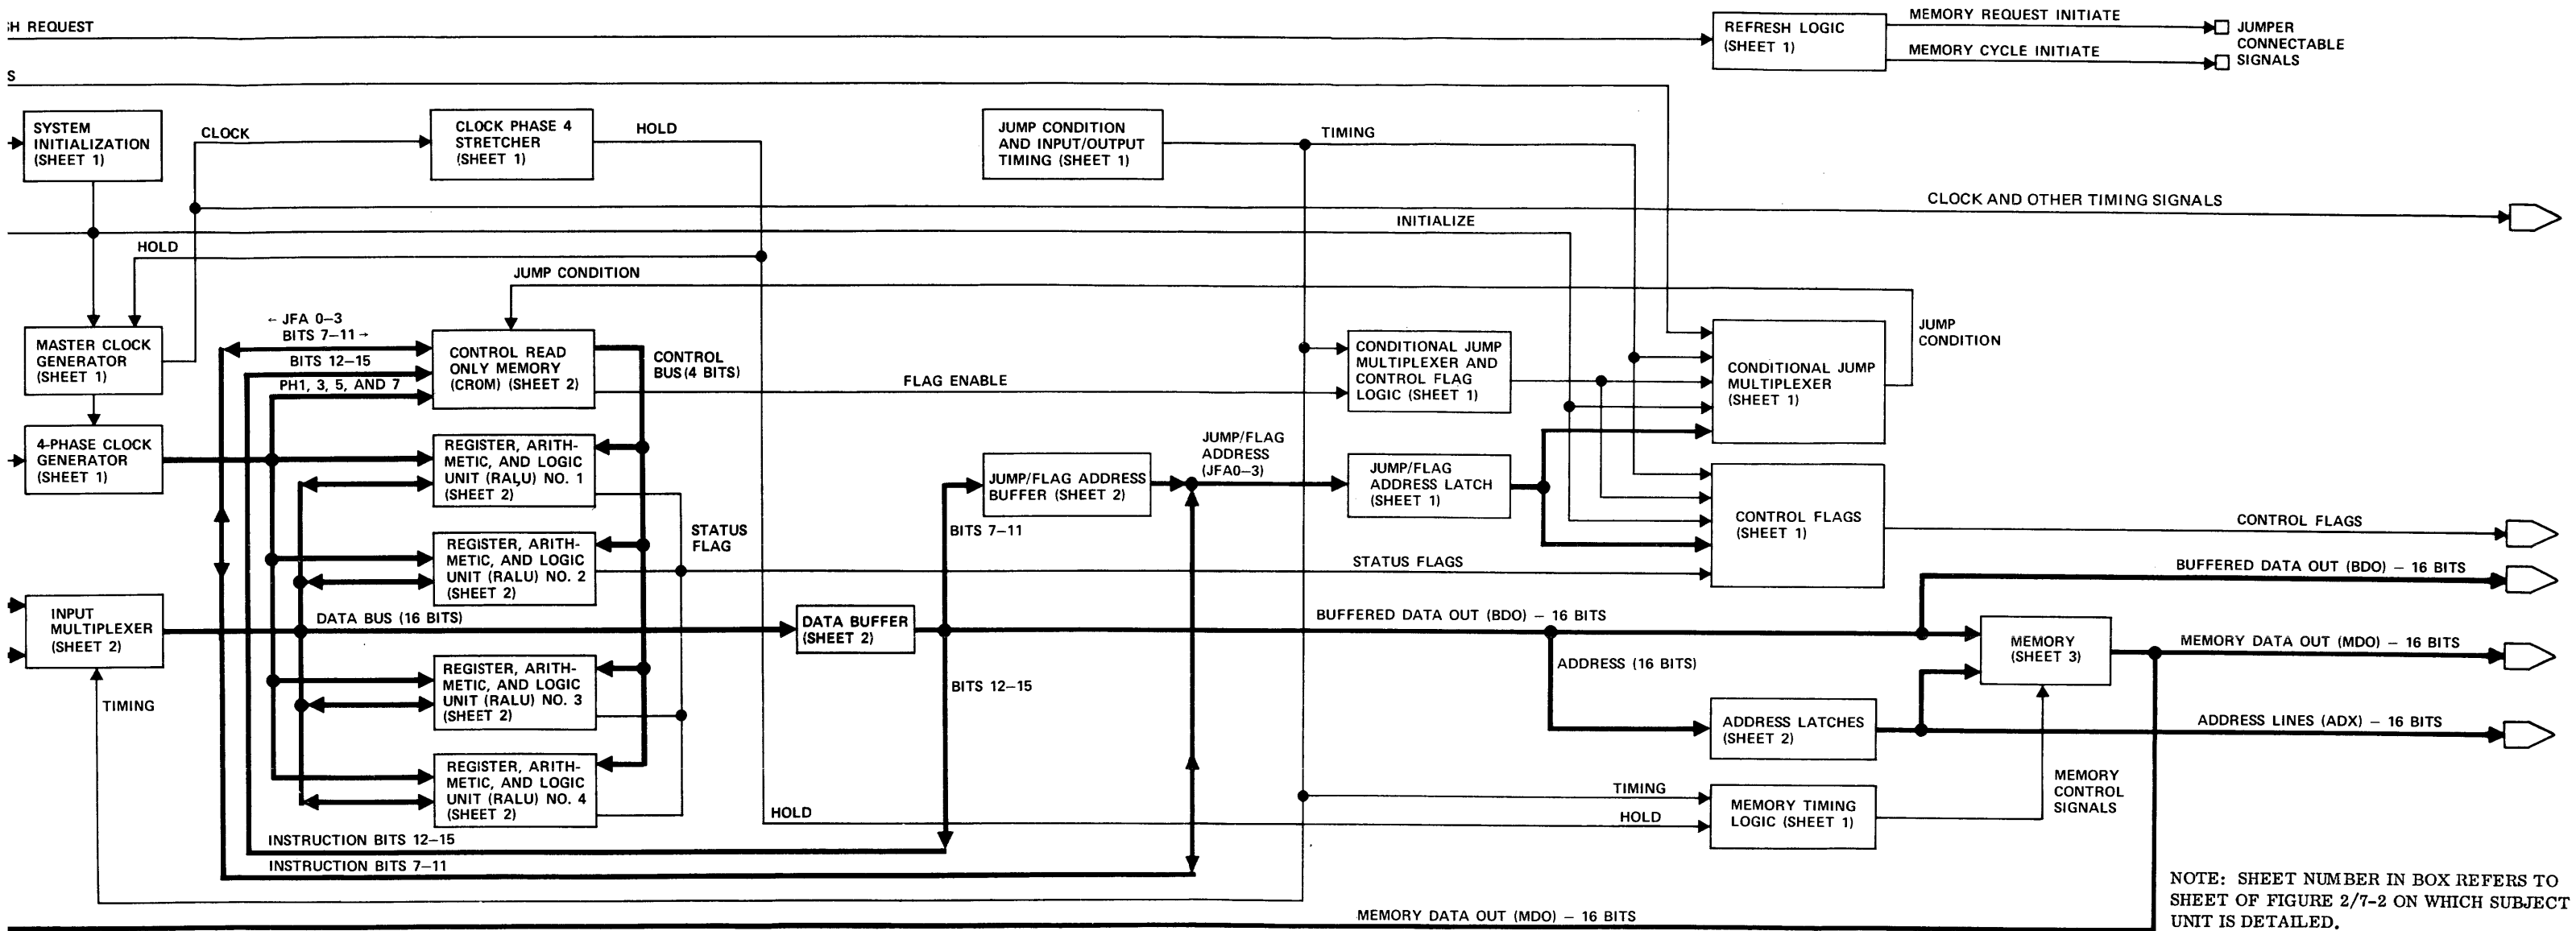 SH REQUEST
REFRESH LOGIC
(SHEET 1)
MEMORY REQUEST INITIATE
MEMORY CYCLE INITIATE
JUMPER
CONNECTABLE
SIGNALS
S
SYSTEM
INITIALIZATION
(SHEET 1)
CLOCK
CLOCK PHASE 4
STRETCHER
(SHEET 1)
HOLD
JUMP CONDITION
AND INPUT/OUTPUT
TIMING (SHEET 1)
TIMING
CLOCK AND OTHER TIMING SIGNALS
INITIALIZE
HOLD
JUMP CONDITION
← JFA 0–3
BITS 7–11 →
BITS 12–15
PH1, 3, 5, AND 7
MASTER CLOCK
GENERATOR
(SHEET 1)
CONTROL READ
ONLY MEMORY
(CROM) (SHEET 2)
CONTROL
BUS(4 BITS)
FLAG ENABLE
CONDITIONAL JUMP
MULTIPLEXER AND
CONTROL FLAG
LOGIC (SHEET 1)
CONDITIONAL JUMP
MULTIPLEXER
(SHEET 1)
JUMP
CONDITION
4-PHASE CLOCK
GENERATOR
(SHEET 1)
REGISTER, ARITH-
METIC, AND LOGIC
UNIT (RALU) NO. 1
(SHEET 2)
JUMP/FLAG ADDRESS
BUFFER (SHEET 2)
JUMP/FLAG
ADDRESS
(JFA0–3)
JUMP/FLAG
ADDRESS LATCH
(SHEET 1)
BITS 7–11
CONTROL FLAGS
(SHEET 1)
CONTROL FLAGS
STATUS
FLAG
REGISTER, ARITH-
METIC, AND LOGIC
UNIT (RALU) NO. 2
(SHEET 2)
STATUS FLAGS
BUFFERED DATA OUT (BDO) – 16 BITS
INPUT
MULTIPLEXER
(SHEET 2)
DATA BUS (16 BITS)
DATA BUFFER
(SHEET 2)
BUFFERED DATA OUT (BDO) – 16 BITS
MEMORY
(SHEET 3)
MEMORY DATA OUT (MDO) – 16 BITS
ADDRESS (16 BITS)
TIMING
REGISTER, ARITH-
METIC, AND LOGIC
UNIT (RALU) NO. 3
(SHEET 2)
BITS 12–15
ADDRESS LATCHES
(SHEET 2)
ADDRESS LINES (ADX) – 16 BITS
REGISTER, ARITH-
METIC, AND LOGIC
UNIT (RALU) NO. 4
(SHEET 2)
HOLD
TIMING
HOLD
MEMORY TIMING
LOGIC (SHEET 1)
MEMORY
CONTROL
SIGNALS
INSTRUCTION BITS 12–15
INSTRUCTION BITS 7–11
MEMORY DATA OUT (MDO) – 16 BITS
NOTE: SHEET NUMBER IN BOX REFERS TO
SHEET OF FIGURE 2/7-2 ON WHICH SUBJECT
UNIT IS DETAILED.